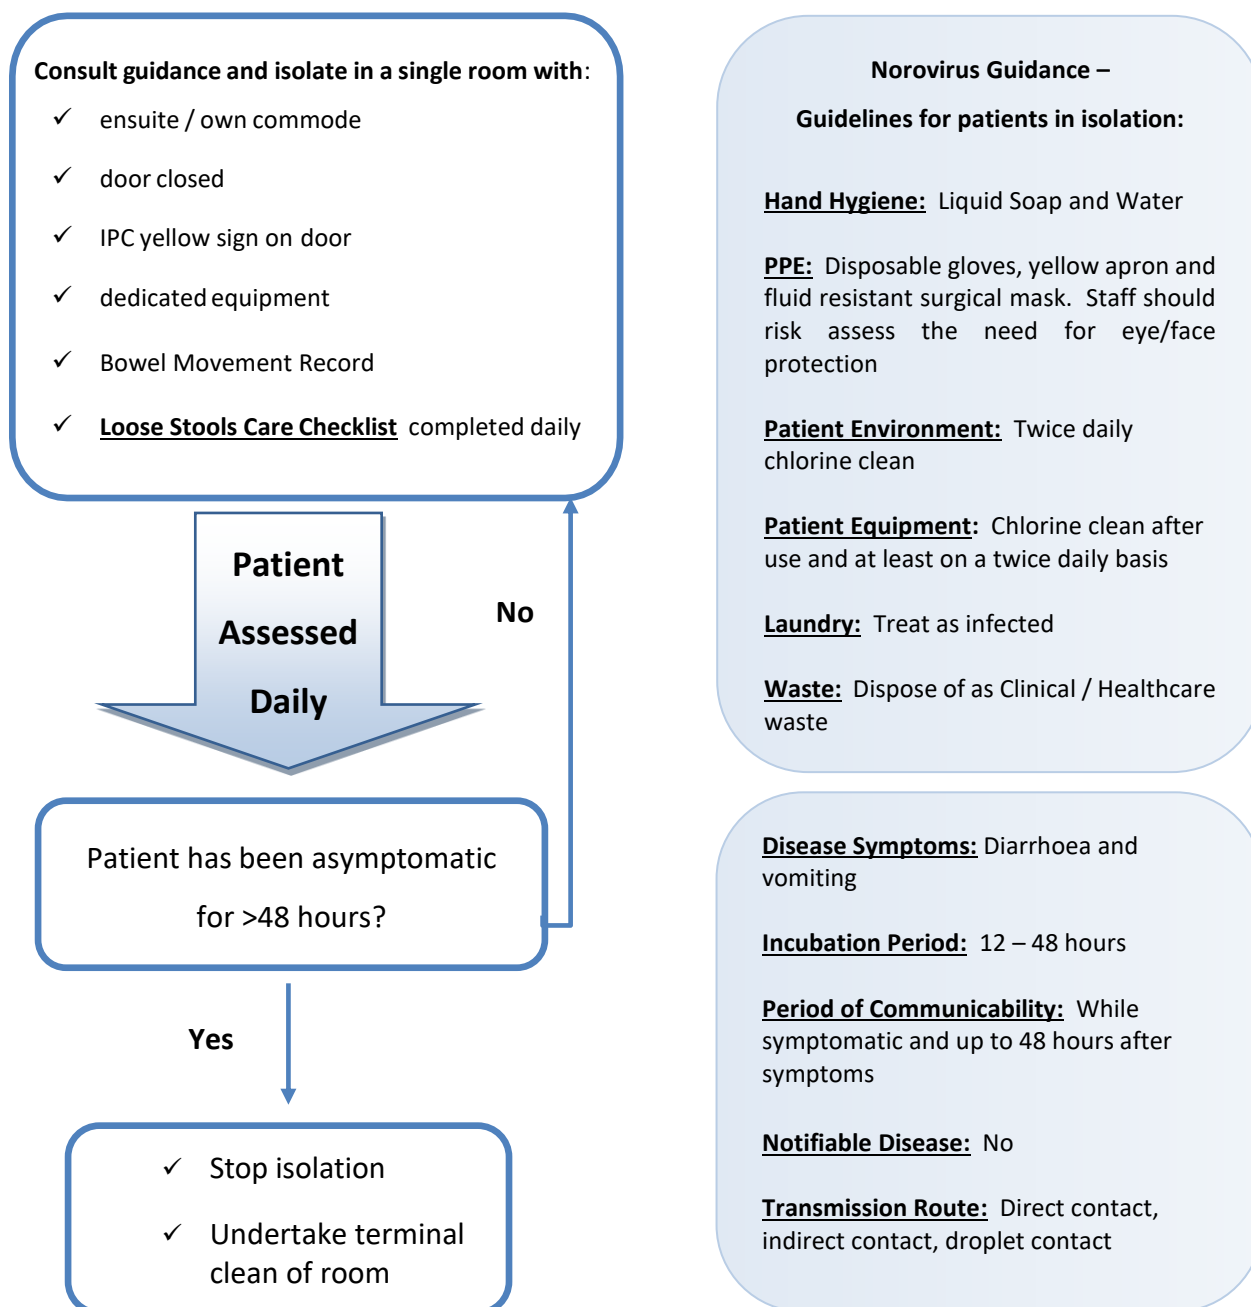 Consult guidance and isolate in a single room with:
✓ ensuite / own commode
✓ door closed
✓ IPC yellow sign on door
✓ dedicated equipment
✓ Bowel Movement Record
✓ Loose Stools Care Checklist completed daily
Patient
Assessed
Daily
No
Patient has been asymptomatic
for >48 hours?
Yes
✓ Stop isolation
✓ Undertake terminal
clean of room
Norovirus Guidance –
Guidelines for patients in isolation:
Hand Hygiene: Liquid Soap and Water
PPE: Disposable gloves, yellow apron and
fluid resistant surgical mask. Staff should
risk assess the need for eye/face
protection
Patient Environment: Twice daily
chlorine clean
Patient Equipment: Chlorine clean after
use and at least on a twice daily basis
Laundry: Treat as infected
Waste: Dispose of as Clinical / Healthcare
waste
Disease Symptoms: Diarrhoea and
vomiting
Incubation Period: 12 – 48 hours
Period of Communicability: While
symptomatic and up to 48 hours after
symptoms
Notifiable Disease: No
Transmission Route: Direct contact,
indirect contact, droplet contact